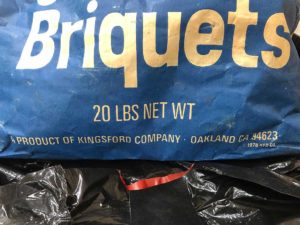 Briquets
20 LBS NET WT
A PRODUCT OF KINGSFORD COMPANY · OAKLAND CA 94623